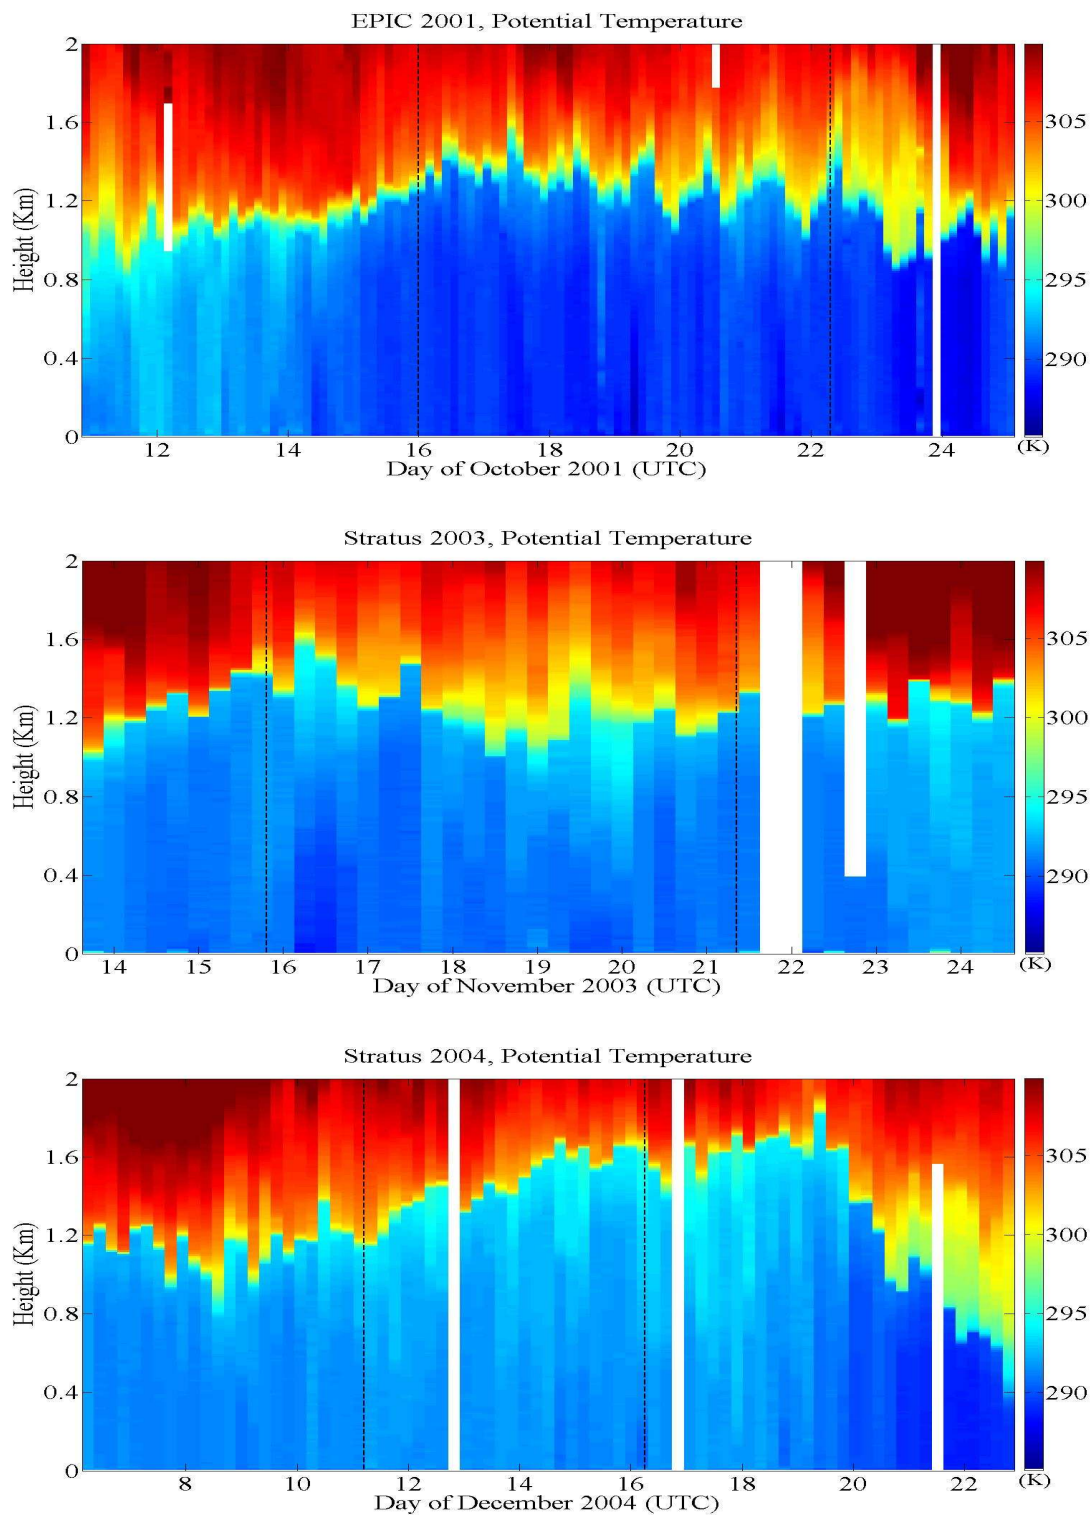 EPIC 2001, Potential Temperature
2
1.6
1.2
0.8
0.4
0
Height (Km)
12 14 16 18 20 22 24
Day of October 2001 (UTC)
305
300
295
290
(K)
Stratus 2003, Potential Temperature
2
1.6
1.2
0.8
0.4
0
Height (Km)
14 15 16 17 18 19 20 21 22 23 24
Day of November 2003 (UTC)
305
300
295
290
(K)
Stratus 2004, Potential Temperature
2
1.6
1.2
0.8
0.4
0
Height (Km)
8 10 12 14 16 18 20 22
Day of December 2004 (UTC)
305
300
295
290
(K)